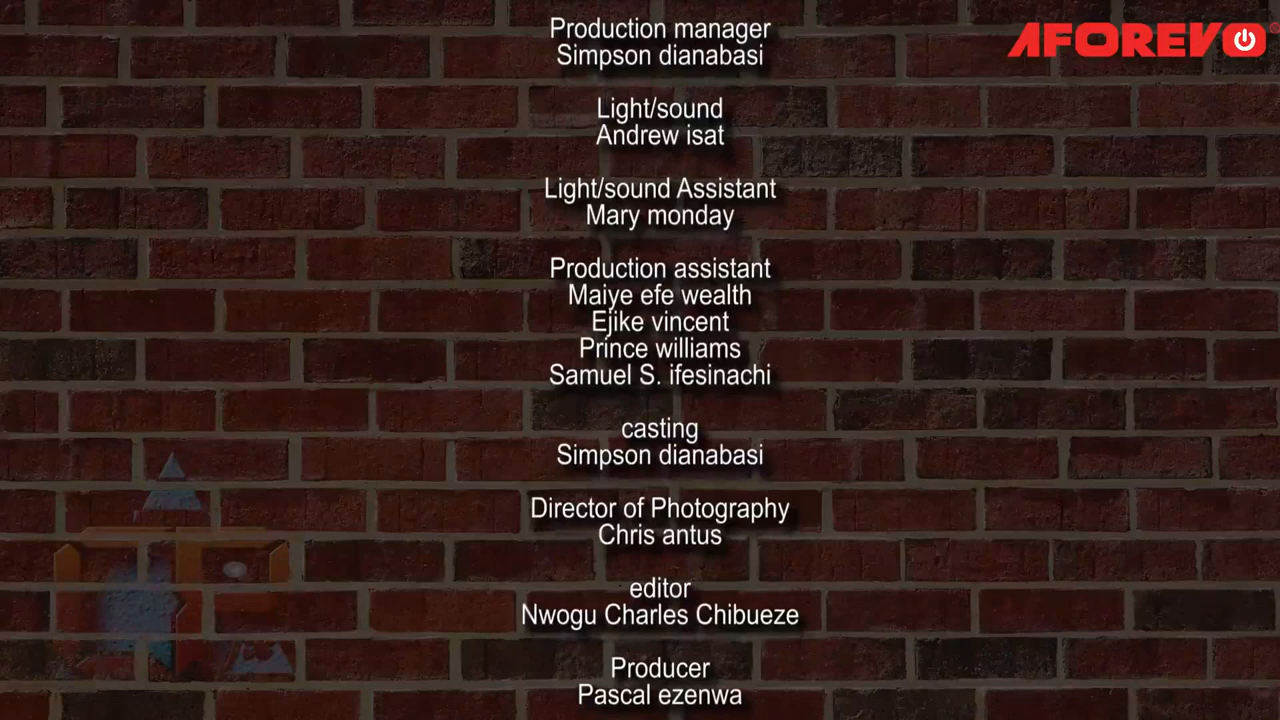 Production manager
Simpson dianabasi
AFOREVO
Light/sound
Andrew isat
Light/sound Assistant
Mary monday
Production assistant
Maiye efe wealth
Ejike vincent
Prince williams
Samuel S. ifesinachi
casting
Simpson dianabasi
Director of Photography
Chris antus
editor
Nwogu Charles Chibueze
Producer
Pascal ezenwa